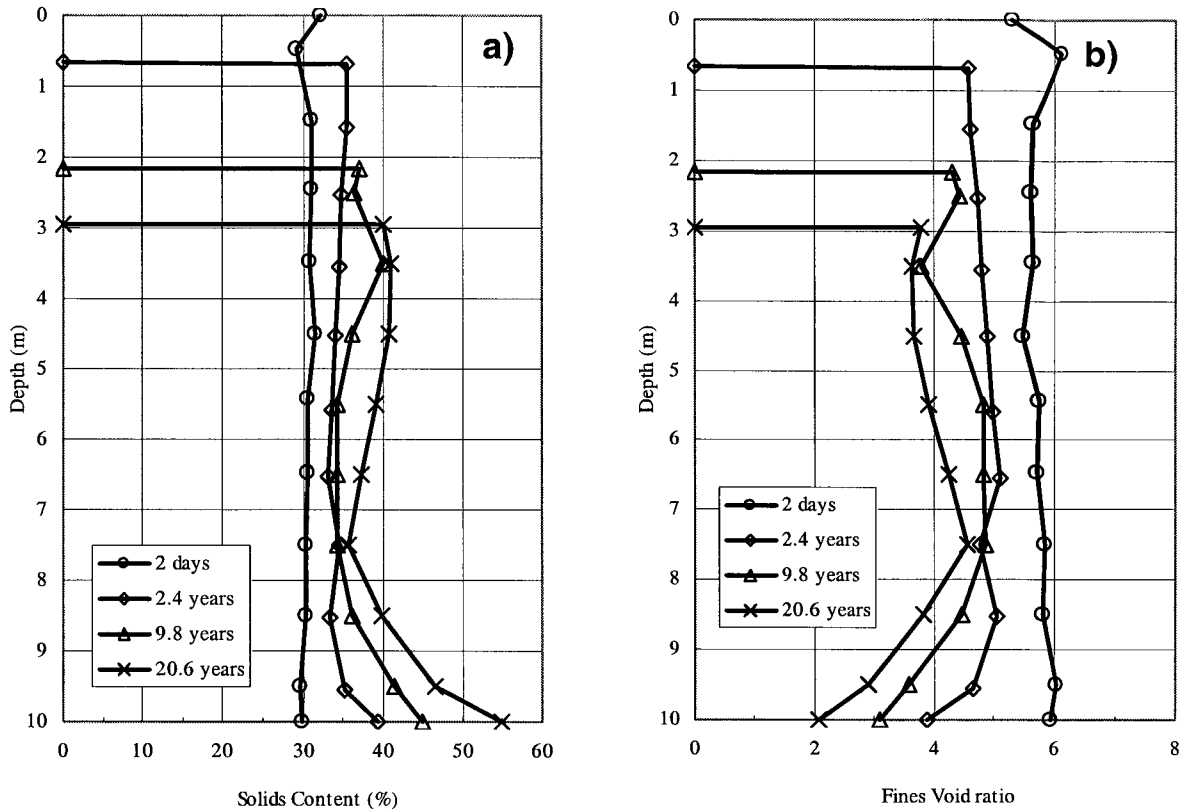 a)
0
1
2
3
4
5
6
7
8
9
10
Depth (m)
2 days
2.4 years
9.8 years
20.6 years
0 10 20 30 40 50 60
Solids Content (%)
b)
0
1
2
3
4
5
6
7
8
9
10
Depth (m)
2 days
2.4 years
9.8 years
20.6 years
0 2 4 6 8
Fines Void ratio